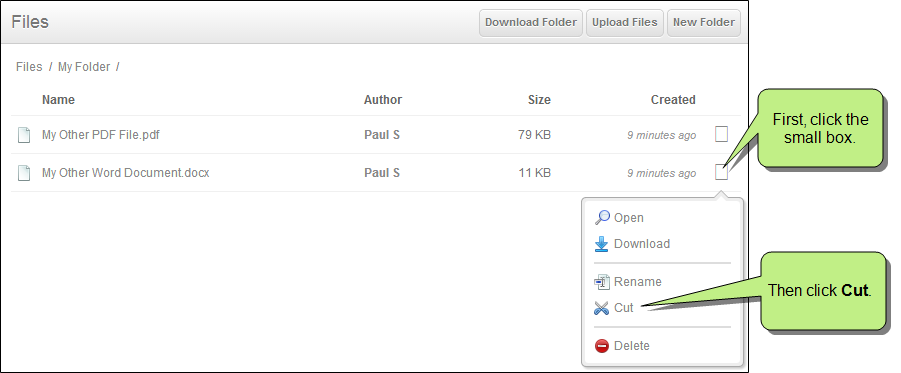 Files
Download Folder Upload Files New Folder
Files / My Folder /
Name Author Size Created
My Other PDF File.pdf Paul S 79 KB 9 minutes ago
My Other Word Document.docx Paul S 11 KB 9 minutes ago
First, click the
small box.
Open
Download
Rename
Cut
Then click Cut.
Delete